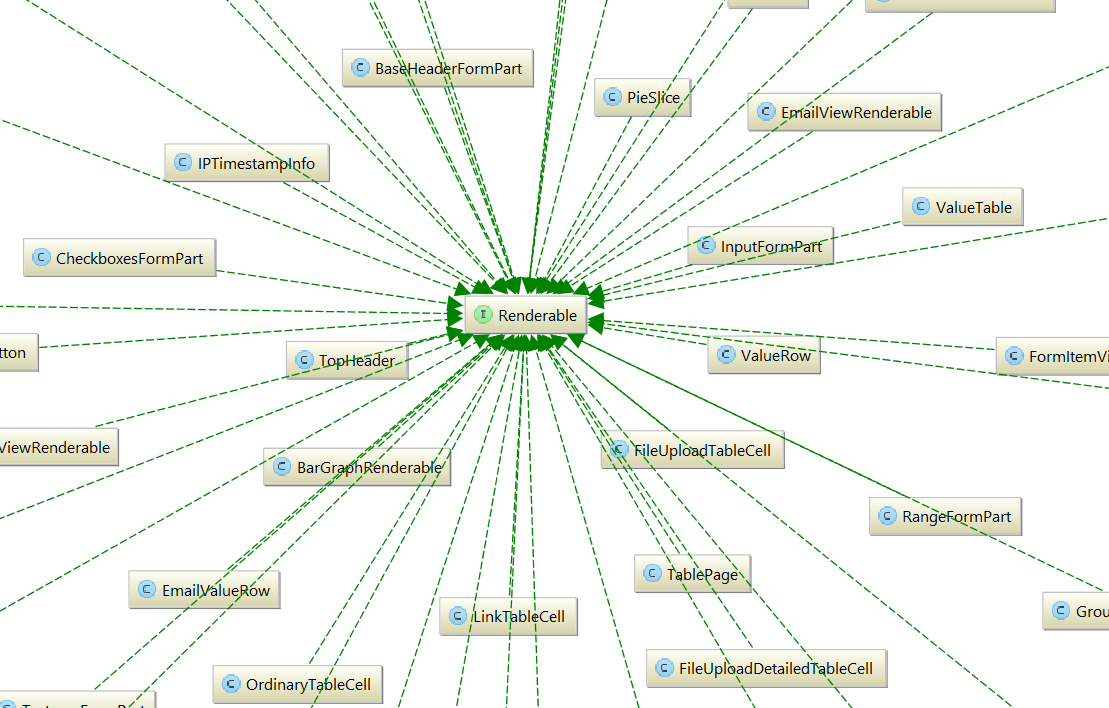 BaseHeaderFormPart
PieSlice
EmailViewRenderable
IPTimestampInfo
ValueTable
InputFormPart
CheckboxesFormPart
I Renderable
tton
TopHeader
ValueRow
FormItemVi
ViewRenderable
FileUploadTableCell
BarGraphRenderable
RangeFormPart
TablePage
EmailValueRow
Grou
LinkTableCell
FileUploadDetailedTableCell
OrdinaryTableCell